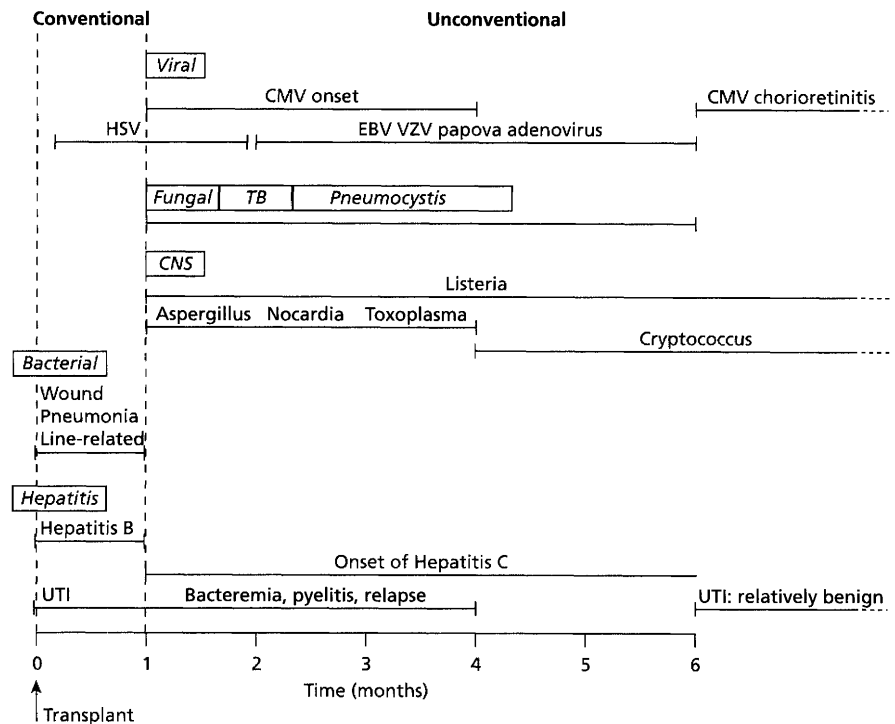 Conventional Unconventional
Viral
CMV onset CMV chorioretinitis
HSV EBV VZV papova adenovirus
Fungal TB Pneumocystis
CNS
Listeria
Aspergillus Nocardia Toxoplasma
Cryptococcus
Bacterial
Wound
Pneumonia
Line-related
Hepatitis
Hepatitis B
Onset of Hepatitis C
UTI Bacteremia, pyelitis, relapse UTI: relatively benign
0 1 2 3 4 5 6
Time (months)
Transplant